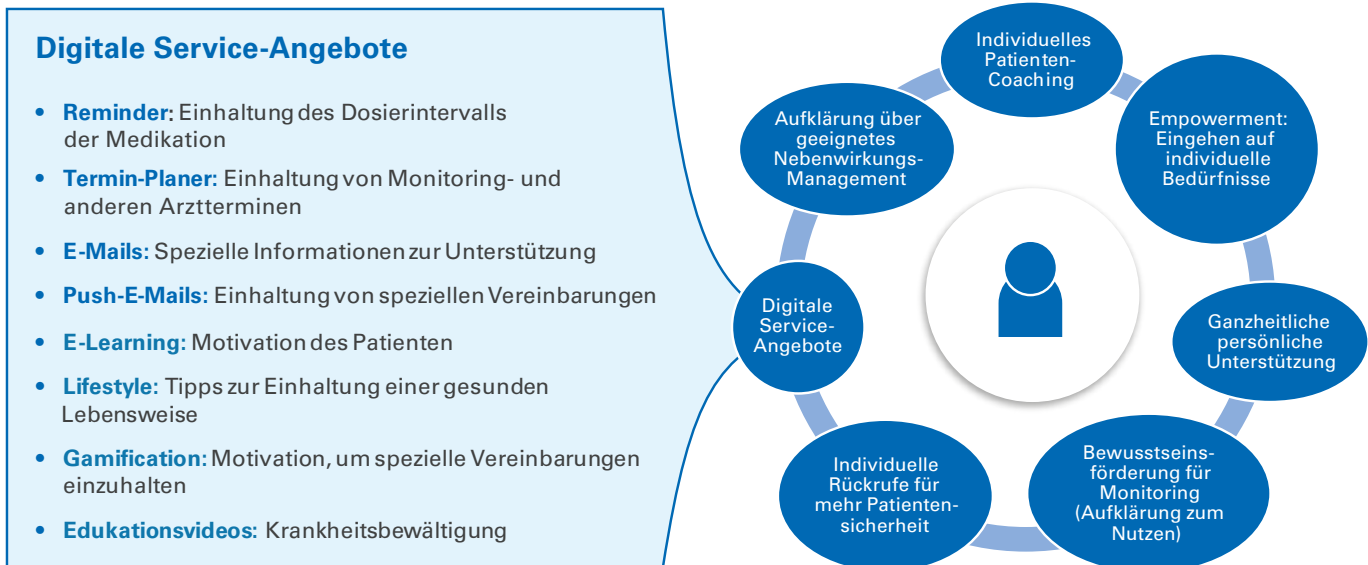 Digitale Service-Angebote
• Reminder: Einhaltung des Dosierintervalls
der Medikation
• Termin-Planer: Einhaltung von Monitoring- und
anderen Arztterminen
• E-Mails: Spezielle Informationen zur Unterstützung
• Push-E-Mails: Einhaltung von speziellen Vereinbarungen
• E-Learning: Motivation des Patienten
• Lifestyle: Tipps zur Einhaltung einer gesunden
Lebensweise
• Gamification: Motivation, um spezielle Vereinbarungen
einzuhalten
• Edukationsvideos: Krankheitsbewältigung
Individuelles
Patienten-
Coaching
Empowerment:
Eingehen auf
individuelle
Bedürfnisse
Ganzheitliche
persönliche
Unterstützung
Bewusstseins-
förderung für
Monitoring
(Aufklärung zum
Nutzen)
Individuelle
Rückrufe für
mehr Patienten-
sicherheit
Digitale
Service-
Angebote
Aufklärung über
geeignetes
Nebenwirkungs-
Management